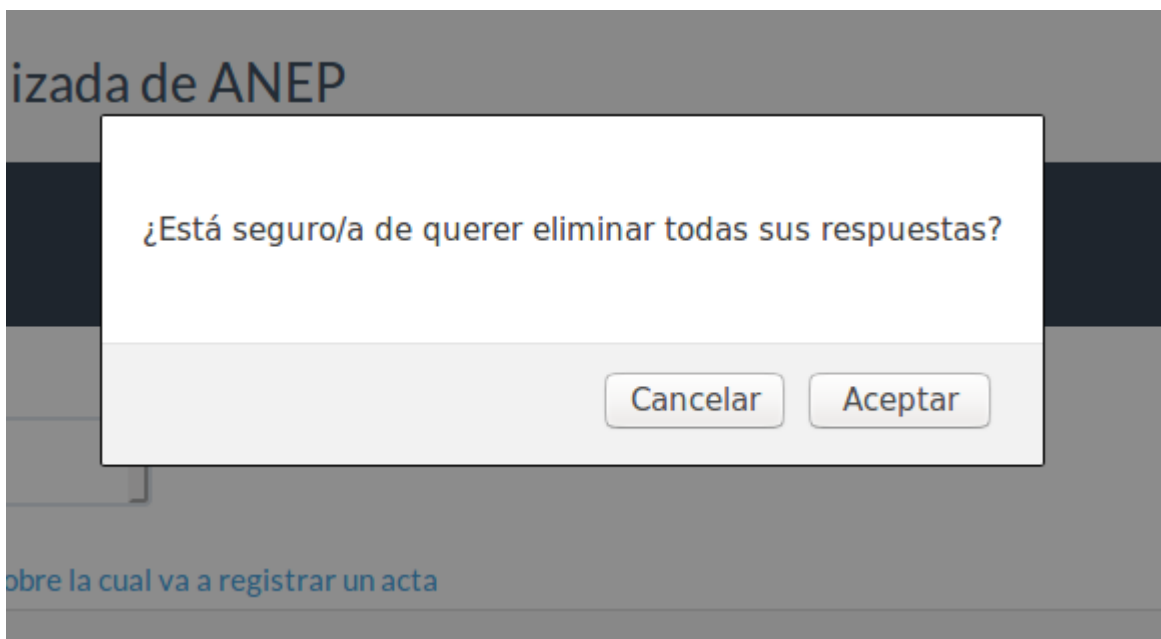 izada de ANEP
¿Está seguro/a de querer eliminar todas sus respuestas?
Cancelar Aceptar
obre la cual va a registrar un acta